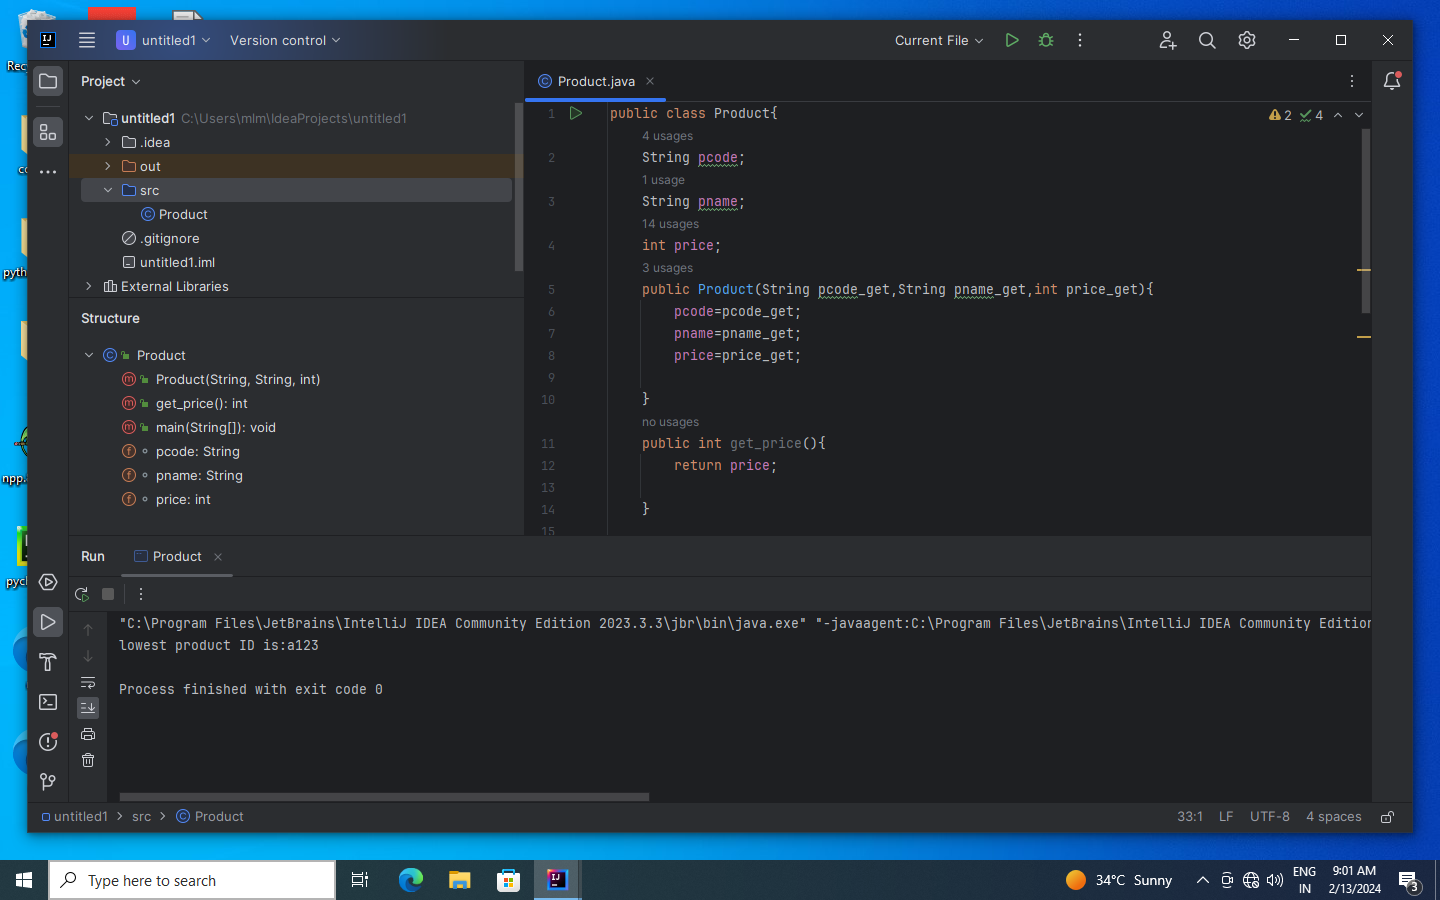 untitled1
Version control
Current File
Project
Product.java
untitled1 C:\Users\mlm\IdeaProjects\untitled1
.idea
out
src
Product
.gitignore
untitled1.iml
External Libraries
Structure
Product
Product(String, String, int)
get_price(): int
main(String[]): void
pcode: String
pname: String
price: int
2 4
1 public class Product{
4 usages
2 String pcode;
1 usage
3 String pname;
14 usages
4 int price;
3 usages
5 public Product(String pcode_get,String pname_get,int price_get){
6 pcode=pcode_get;
7 pname=pname_get;
8 price=price_get;
9
10 }
no usages
11 public int get_price(){
12 return price;
13
14 }
15
Run Product
"C:\Program Files\JetBrains\IntelliJ IDEA Community Edition 2023.3.3\jbr\bin\java.exe" "-javaagent:C:\Program Files\JetBrains\IntelliJ IDEA Community Edition
lowest product ID is:a123
Process finished with exit code 0
untitled1 > src > Product
33:1 LF UTF-8 4 spaces
Type here to search
34°C Sunny
ENG
IN
9:01 AM
2/13/2024
3